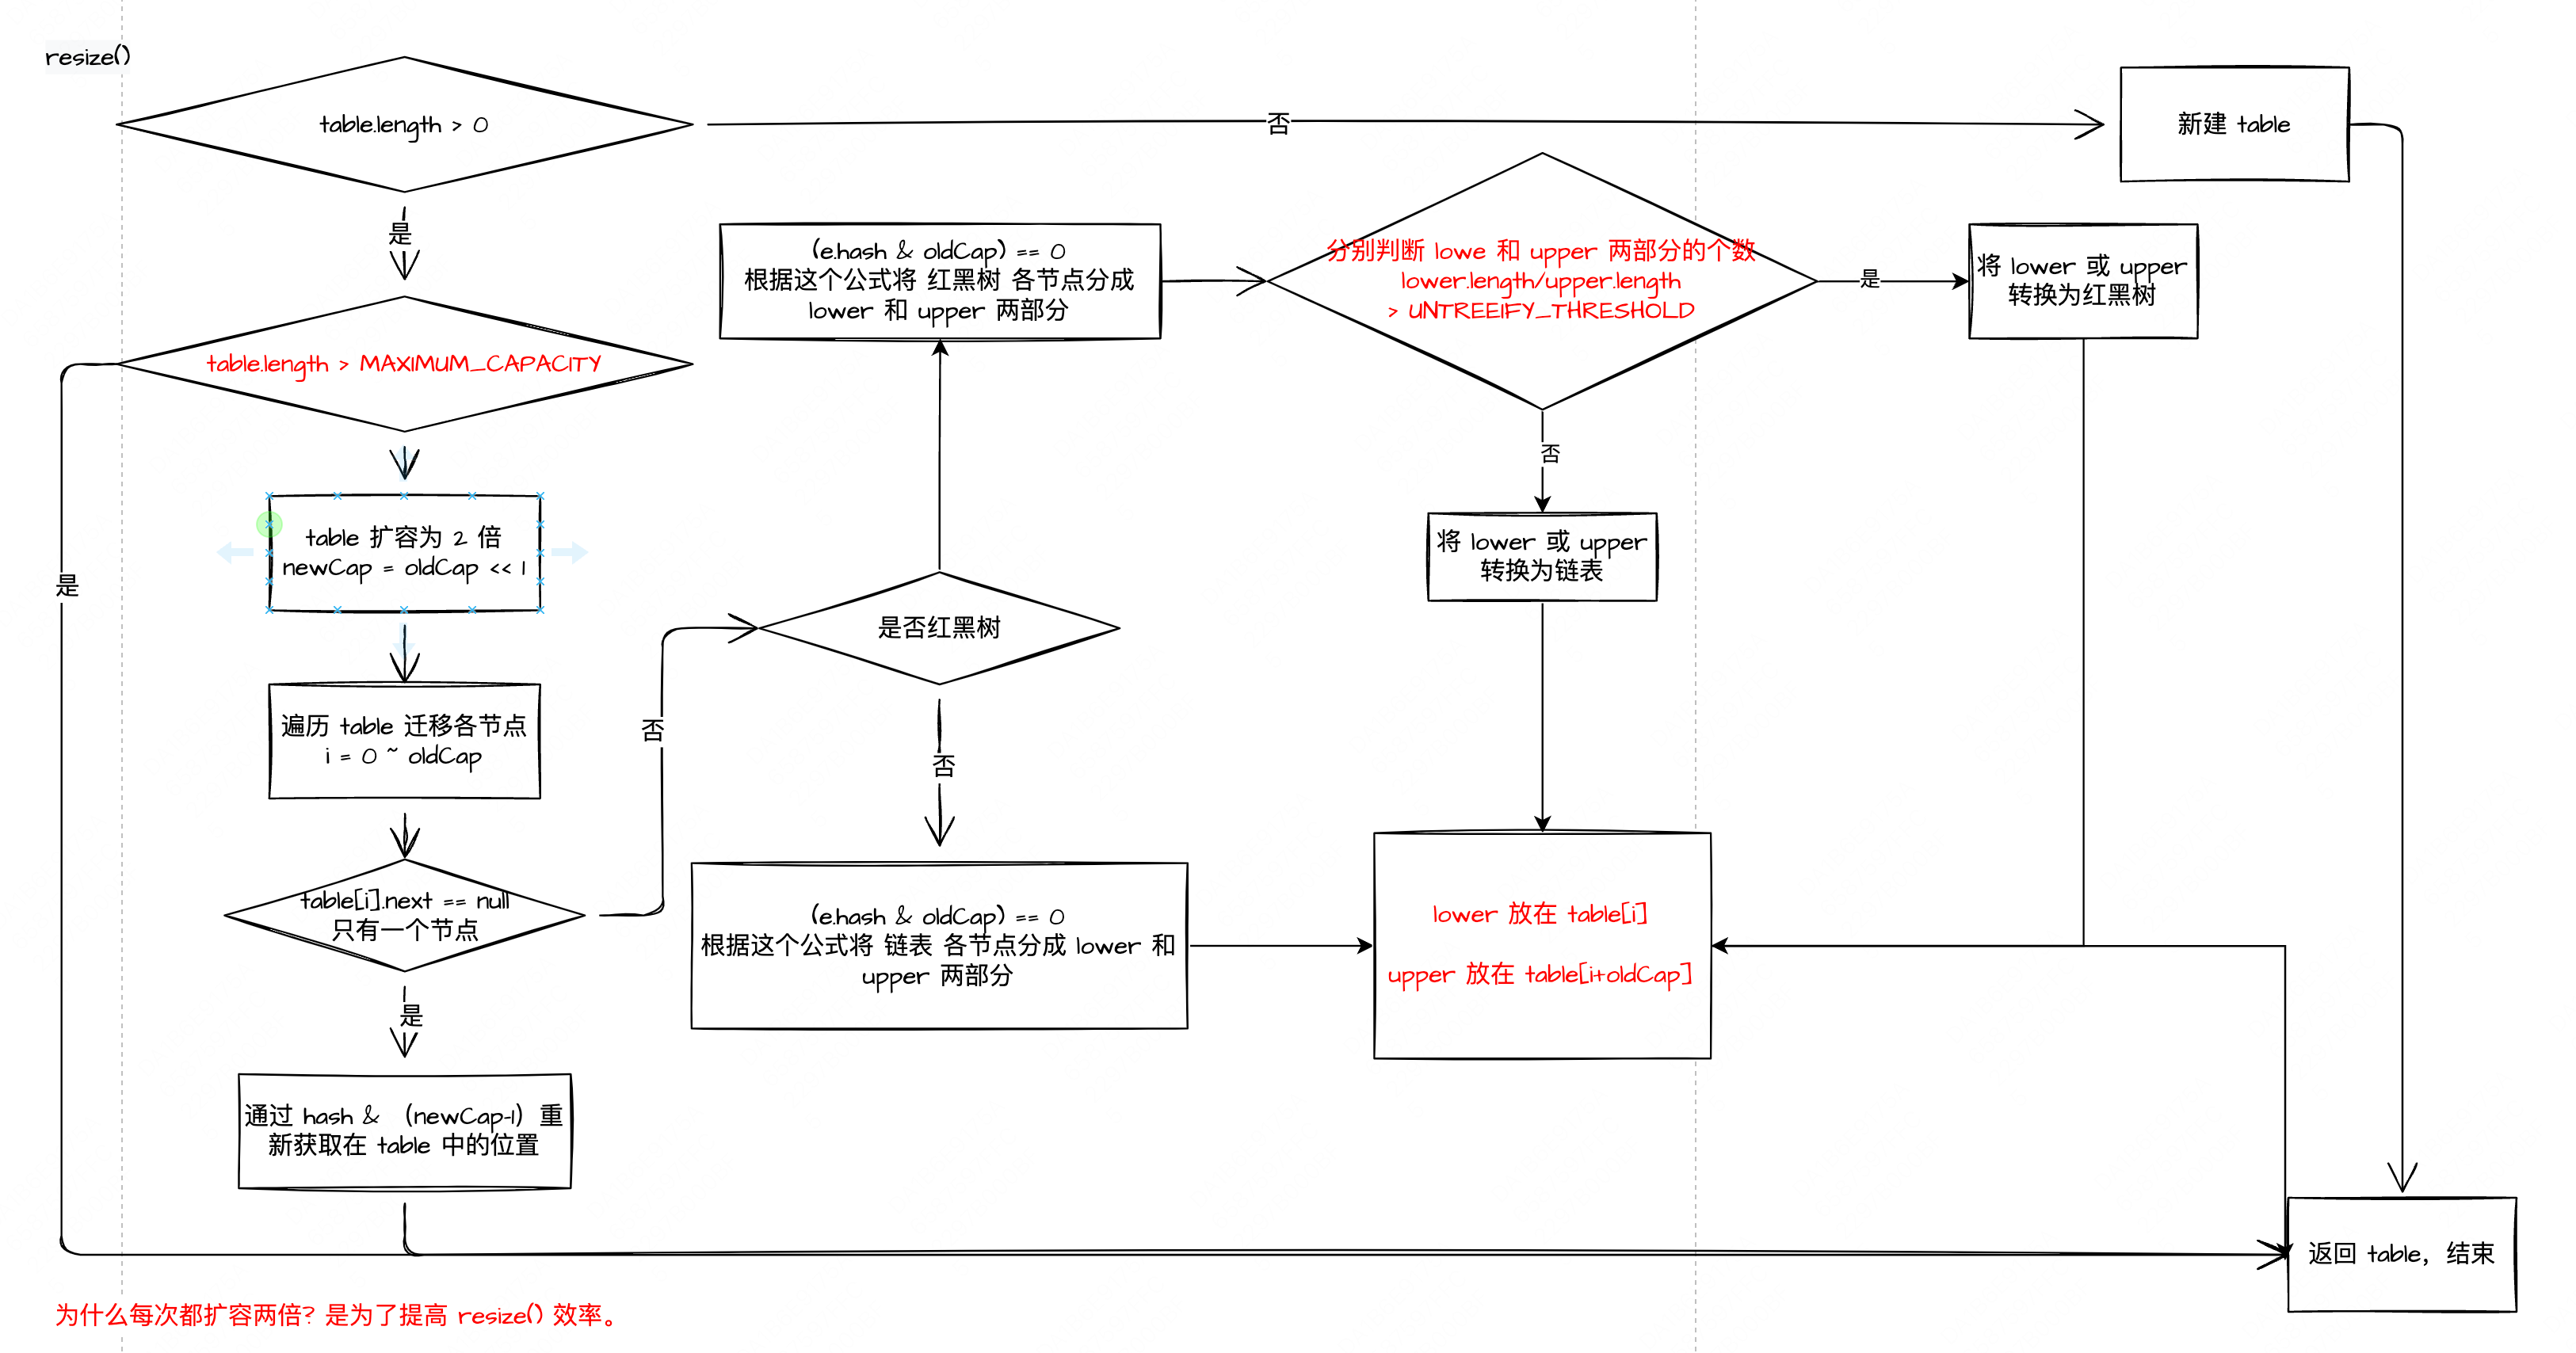 resize()
table.length > 0
否
新建 table
是
(e.hash & oldCap) == 0
根据这个公式将 红黑树 各节点分成
lower 和 upper 两部分
分别判断 lowe 和 upper 两部分的个数
lower.length/upper.length
> UNTREEIFY_THRESHOLD
是
将 lower 或 upper
转换为红黑树
table.length > MAXIMUM_CAPACITY
否
table 扩容为 2 倍
newCap = oldCap << 1
将 lower 或 upper
转换为链表
是
是否红黑树
遍历 table 迁移各节点
i = 0 ~ oldCap
否
否
table[i].next == null
只有一个节点
(e.hash & oldCap) == 0
根据这个公式将 链表 各节点分成 lower 和
upper 两部分
lower 放在 table[i]
upper 放在 table[i+oldCap]
是
通过 hash & （newCap-1）重
新获取在 table 中的位置
返回 table，结束
为什么每次都扩容两倍? 是为了提高 resize() 效率。